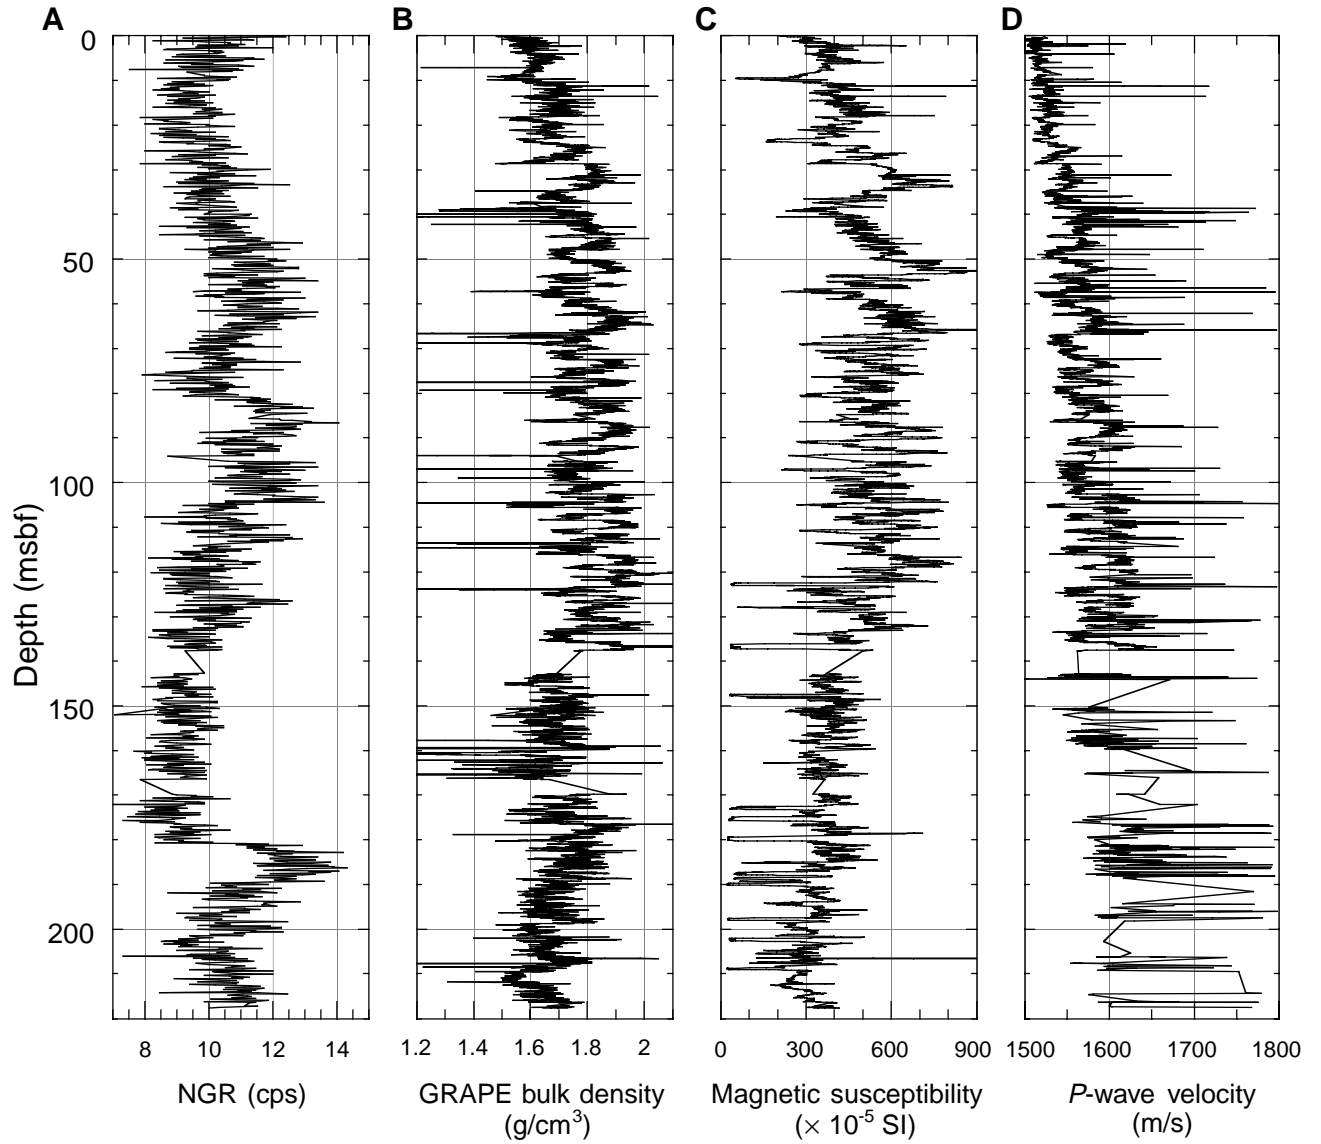 A B C D
0
50
100
150
200
Depth (msbf)
8 10 12 14
1.2 1.4 1.6 1.8 2
0 300 600 900
1500 1600 1700 1800
NGR (cps)
GRAPE bulk density
(g/cm³)
Magnetic susceptibility
(× 10⁻⁵ SI)
P-wave velocity
(m/s)